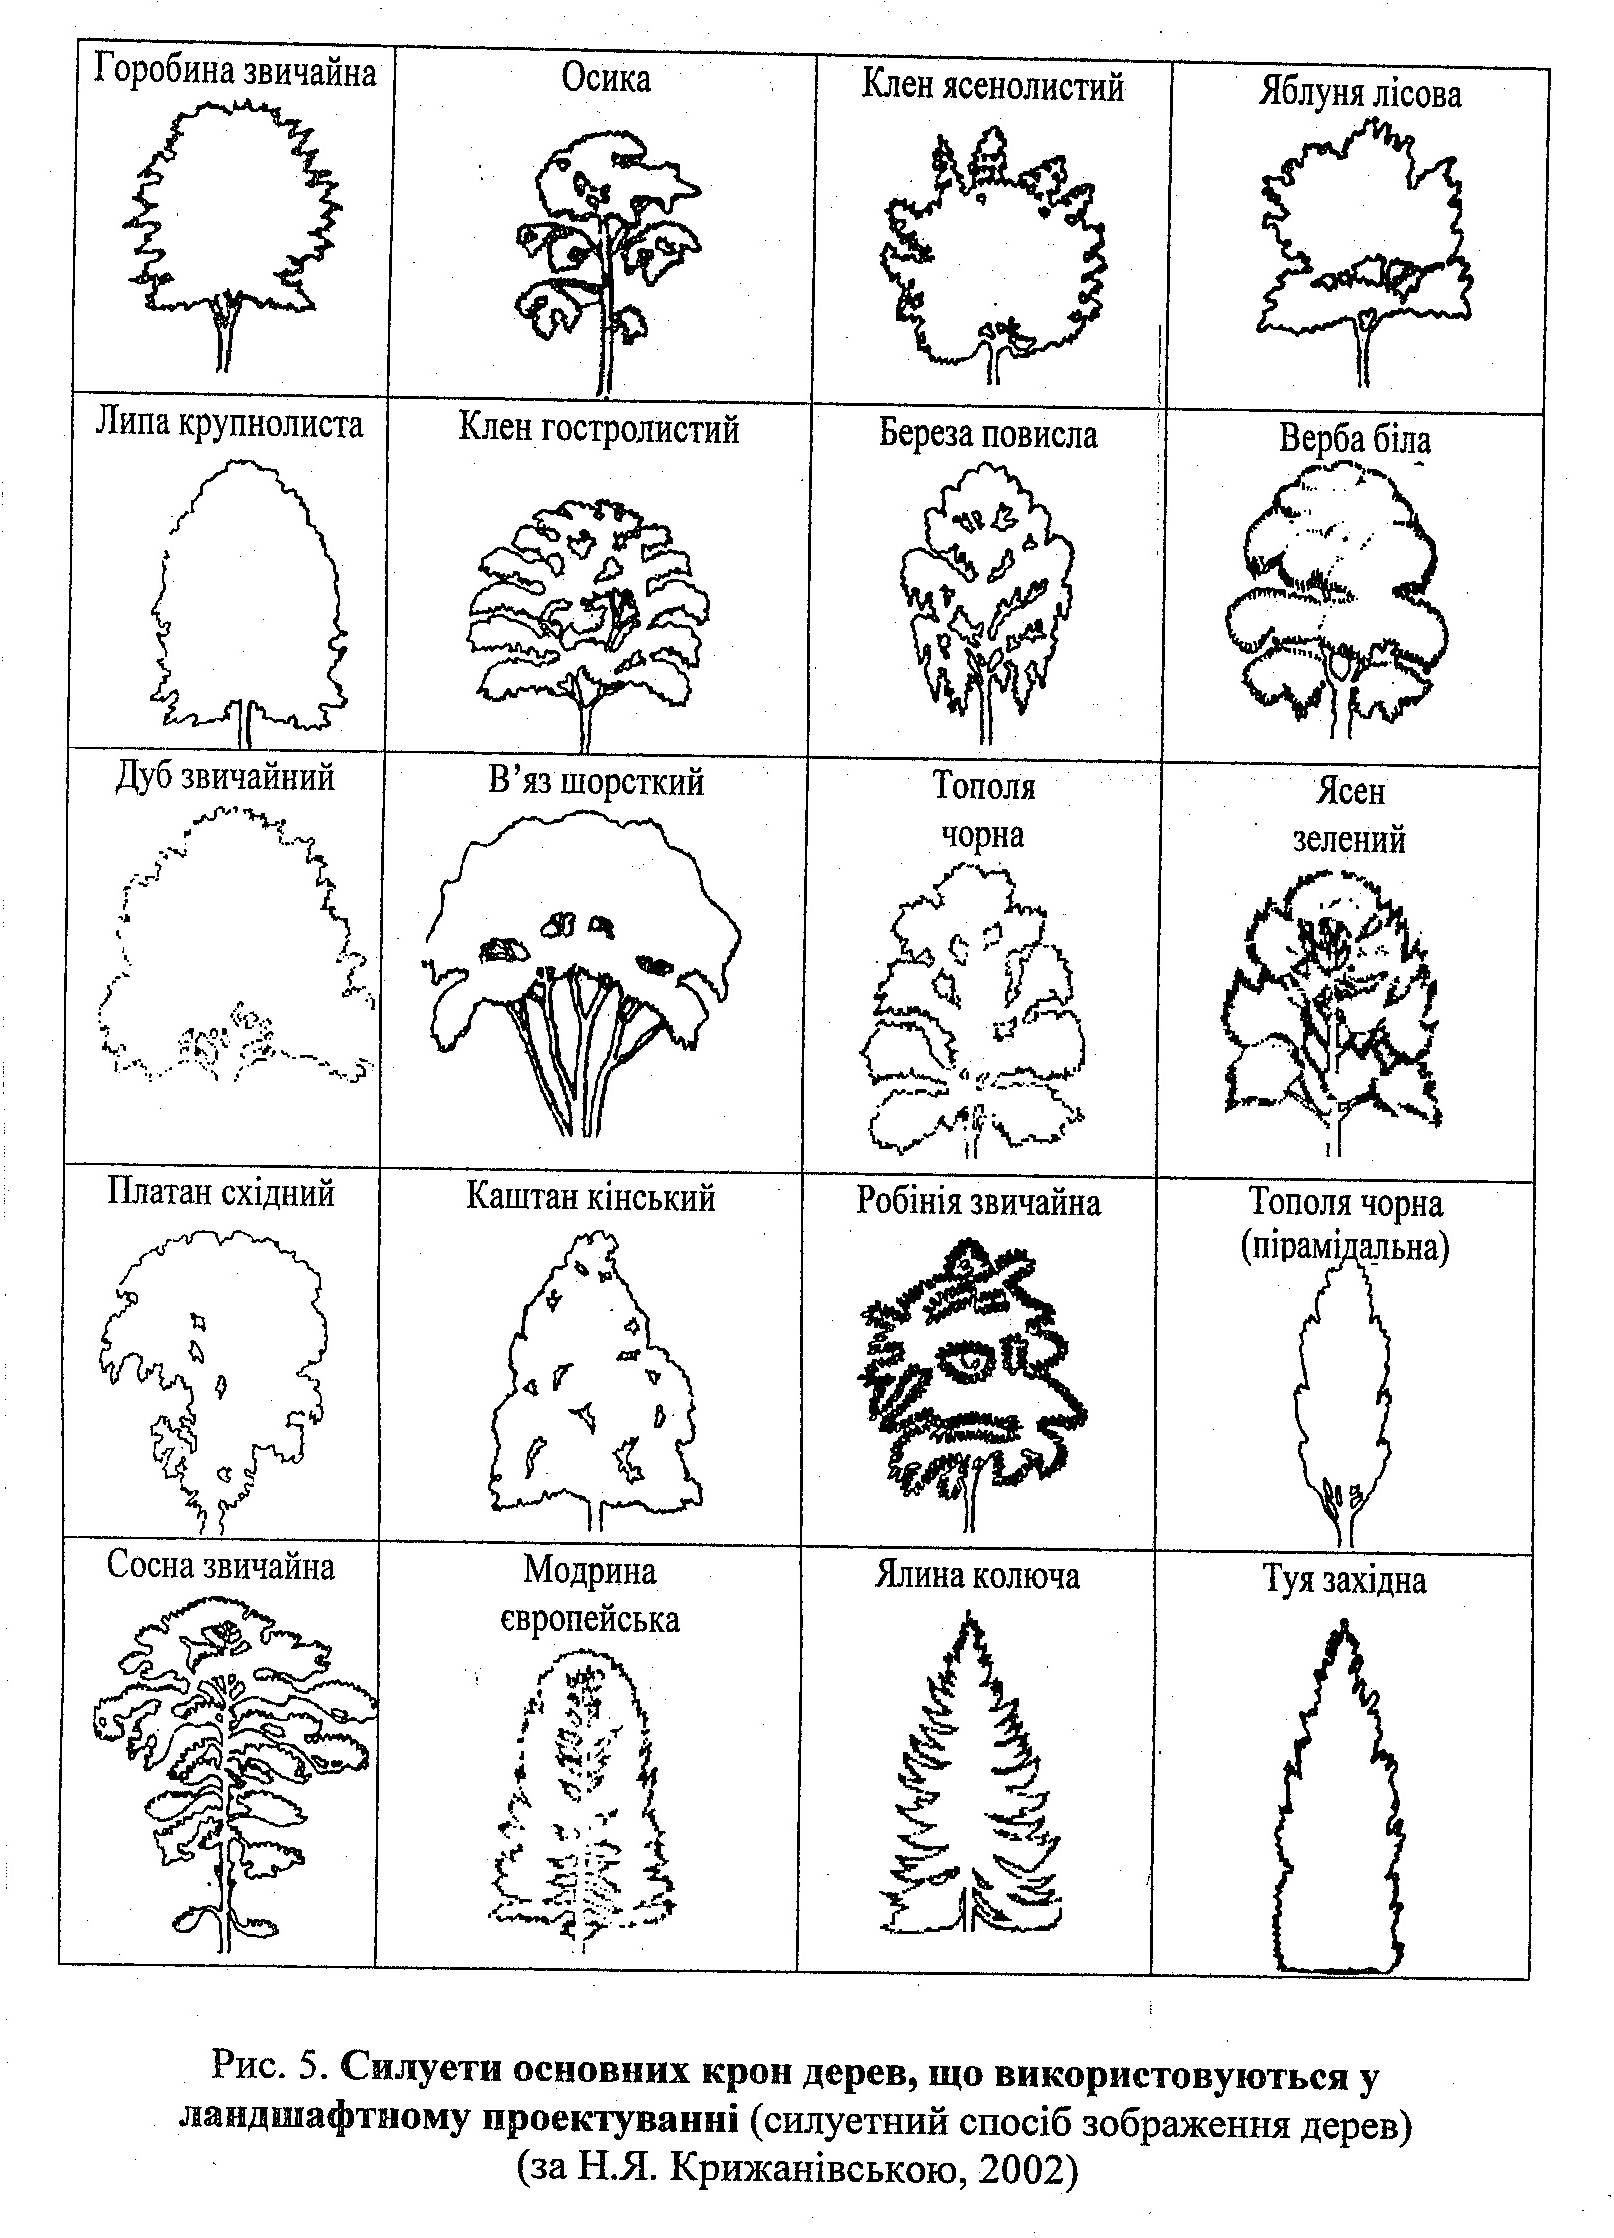 Горобина звичайна
Осика
Клен ясенолистий
Яблуня лісова
Липа крупнолиста
Клен гостролистий
Береза повисла
Верба біла
Дуб звичайний
В’яз шорсткий
Тополя
чорна
Ясен
зелений
Платан східний
Каштан кінський
Робінія звичайна
Тополя чорна
(пірамідальна)
Сосна звичайна
Модрина
європейська
Ялина колюча
Туя західна
Рис. 5. Силуети основних крон дерев, що використовуються у
ландшафтному проектуванні (силуетний спосіб зображення дерев)
(за Н.Я. Крижанівською, 2002)